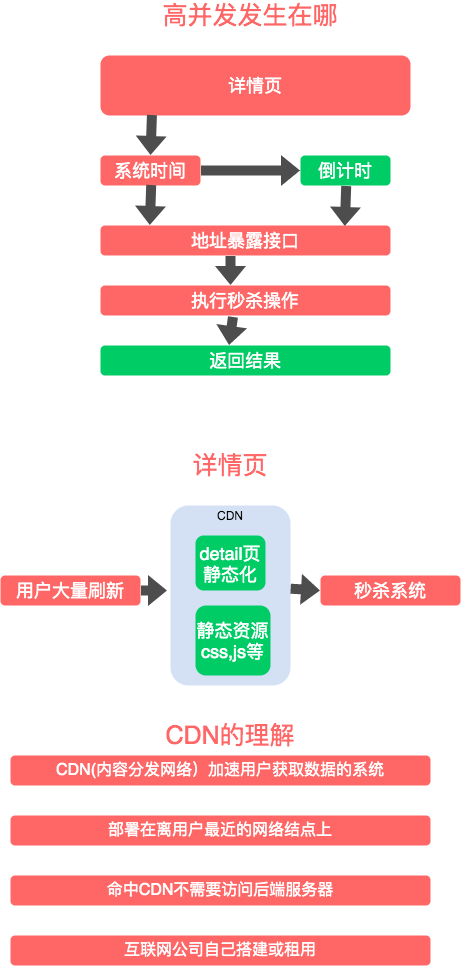 高并发发生在哪
详情页
系统时间
倒计时
地址暴露接口
执行秒杀操作
返回结果
详情页
CDN
detail页
静态化
用户大量刷新
秒杀系统
静态资源
css,js等
CDN的理解
CDN(内容分发网络）加速用户获取数据的系统
部署在离用户最近的网络结点上
命中CDN不需要访问后端服务器
互联网公司自己搭建或租用